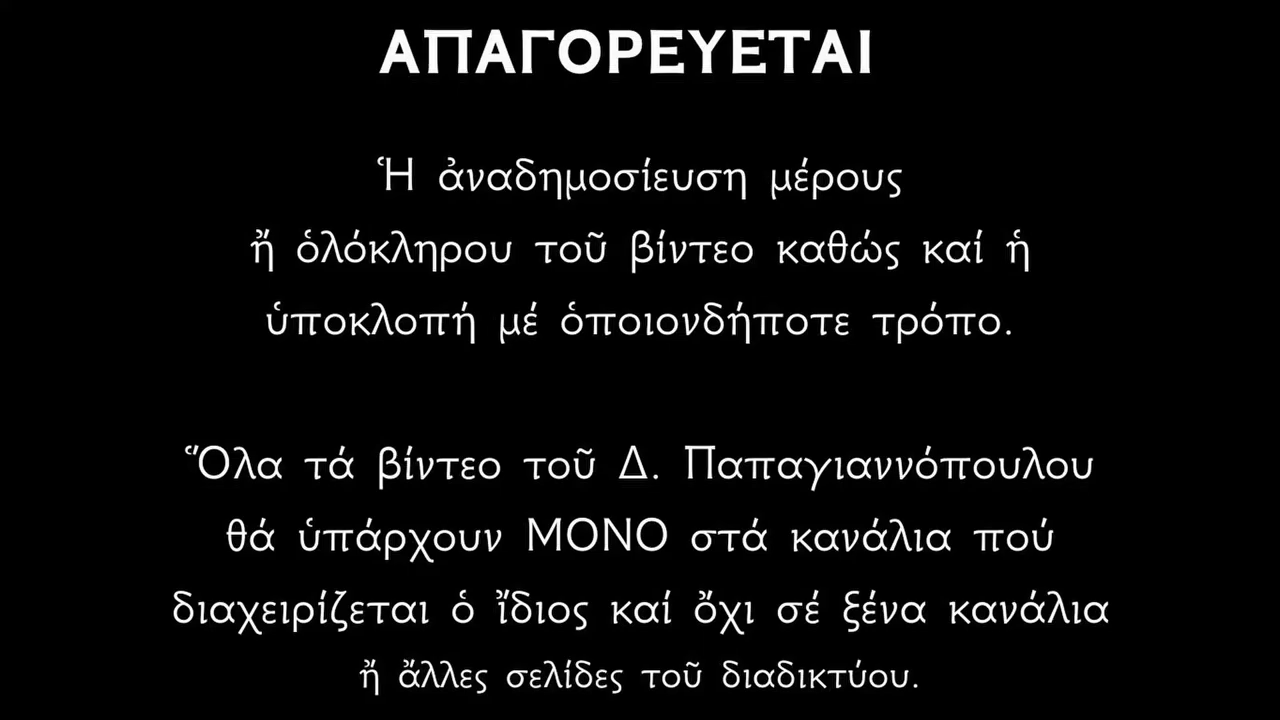 ΑΠΑΓΟΡΕΥΕΤΑΙ
Ἡ ἀναδημοσίευση μέρους
ἤ ὁλόκληρου τοῦ βίντεο καθώς καί ἡ
ὑποκλοπή μέ ὁποιονδήποτε τρόπο.
Ὅλα τά βίντεο τοῦ Δ. Παπαγιαννόπουλου
θά ὑπάρχουν ΜΟΝΟ στά κανάλια πού
διαχειρίζεται ὁ ἴδιος καί ὄχι σέ ξένα κανάλια
ἤ ἄλλες σελίδες τοῦ διαδικτύου.